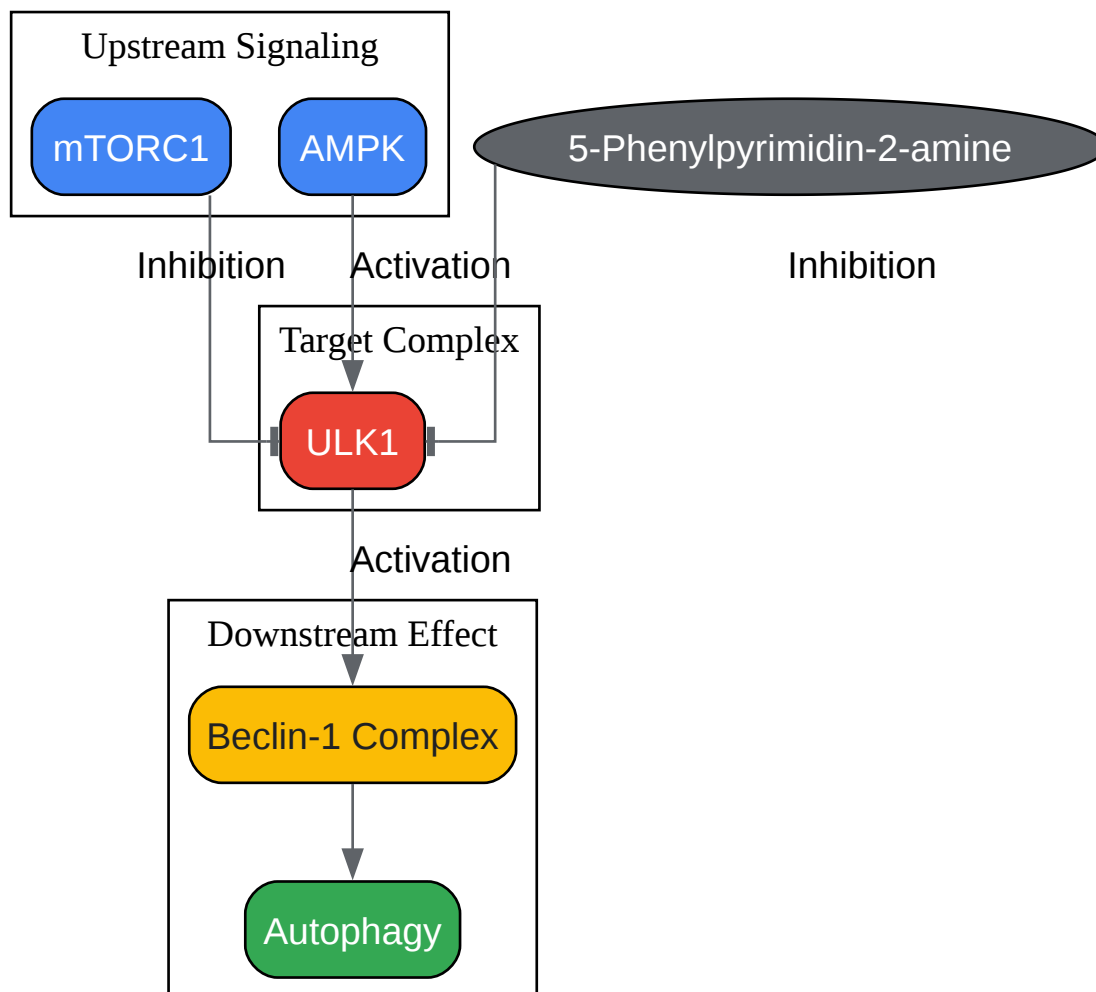 Upstream Signaling
mTORC1
AMPK
5-Phenylpyrimidin-2-amine
Inhibition
Activation
Inhibition
Target Complex
ULK1
Activation
Downstream Effect
Beclin-1 Complex
Autophagy